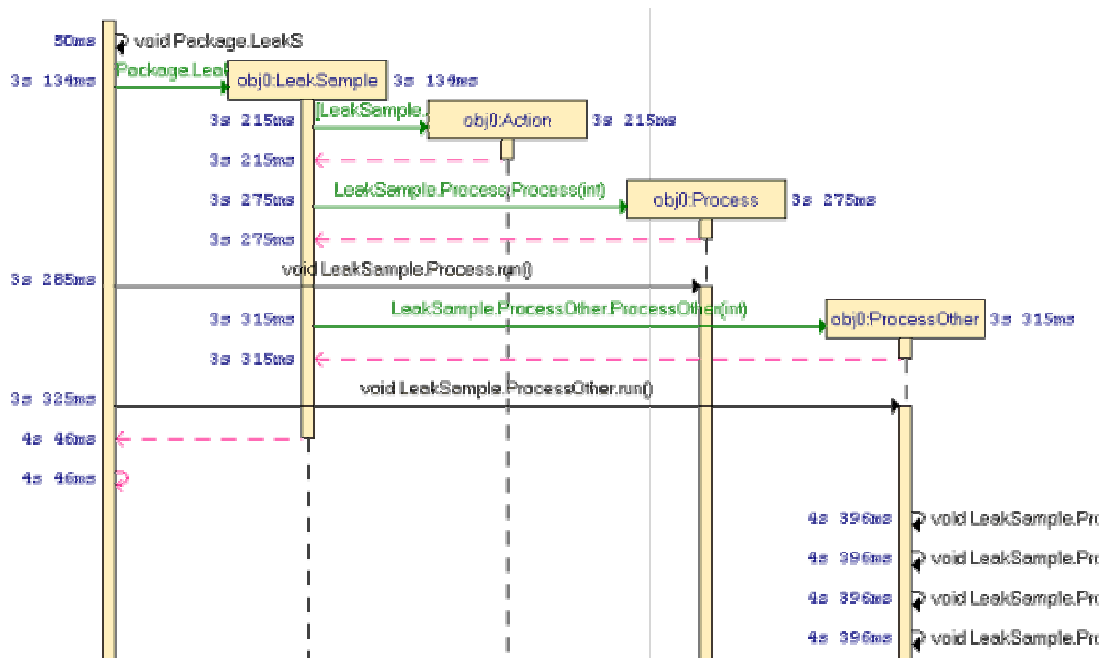 50ms void Package.LeakS
Package.Leak
3s 134ms obj0:LeakSample 3s 134ms
[LeakSample.
3s 215ms obj0:Action 3s 215ms
3s 215ms
LeakSample.Process.Process(int)
3s 275ms obj0:Process 3s 275ms
3s 275ms
void LeakSample.Process.run()
3s 285ms
LeakSample.ProcessOther.ProcessOther(int)
3s 315ms obj0:ProcessOther 3s 315ms
3s 315ms
void LeakSample.ProcessOther.run()
3s 325ms
4s 46ms
4s 46ms
4s 396ms void LeakSample.Pro
4s 396ms void LeakSample.Pro
4s 396ms void LeakSample.Pro
4s 396ms void LeakSample.Pro